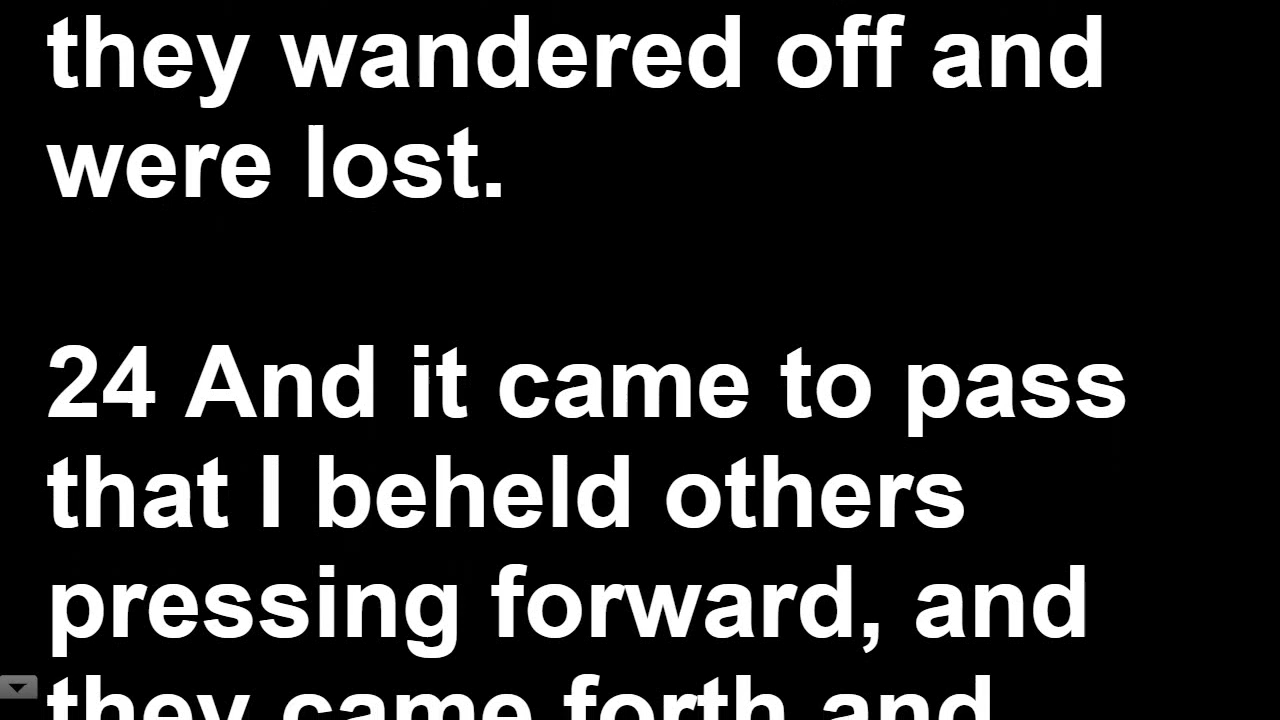 they wandered off and
were lost.
24 And it came to pass
that I beheld others
pressing forward, and
they came forth and